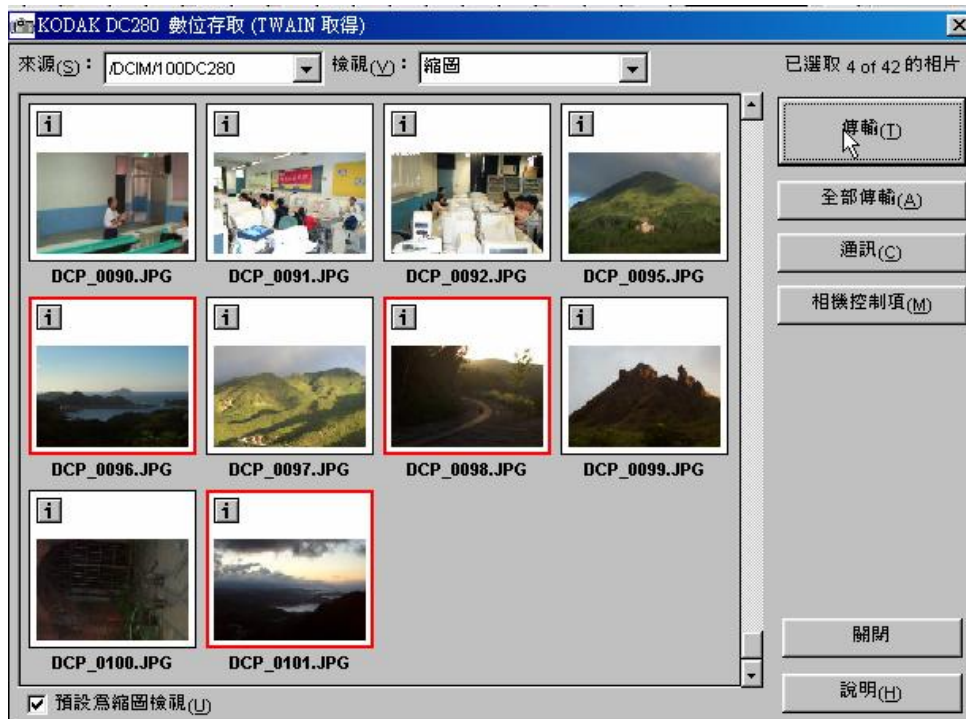 KODAK DC280 數位存取 (TWAIN 取得)
來源(S)： /DCIM/100DC280 檢視(V)： 縮圖 已選取 4 of 42 的相片
傳輸(T)
全部傳輸(A)
通訊(C)
相機控制項(M)
DCP_0090.JPG DCP_0091.JPG DCP_0092.JPG DCP_0095.JPG
DCP_0096.JPG DCP_0097.JPG DCP_0098.JPG DCP_0099.JPG
DCP_0100.JPG DCP_0101.JPG
關閉
說明(H)
預設為縮圖檢視(U)